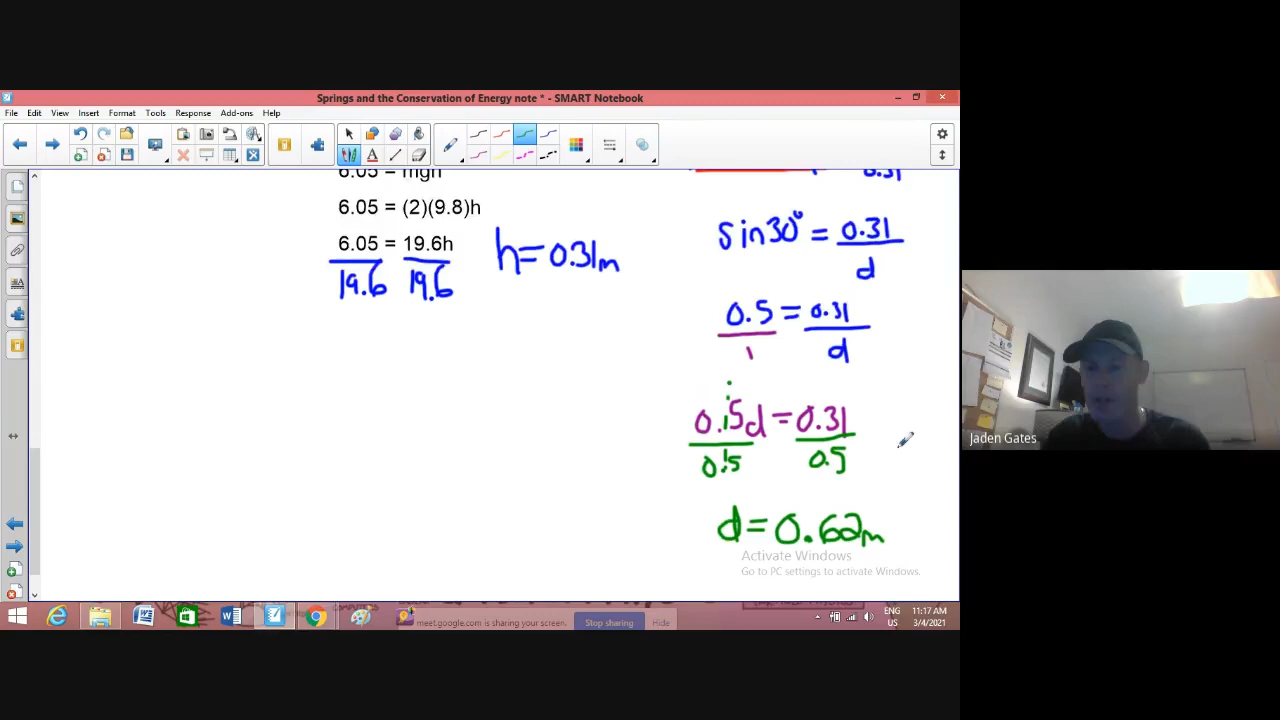 Springs and the Conservation of Energy note * - SMART Notebook
File Edit View Insert Format Tools Response Add-ons Help
6.05 = mgh
6.05 = (2)(9.8)h
6.05 = 19.6h
19.6 19.6
h = 0.31m
0.31
sin30° = 0.31
d
0.5 = 0.31
1 d
0.5d = 0.31
0.5 0.5
d = 0.62m
Activate Windows
Go to PC settings to activate Windows.
Jaden Gates
meet.google.com is sharing your screen. Stop sharing Hide
ENG 11:17 AM
US 3/4/2021